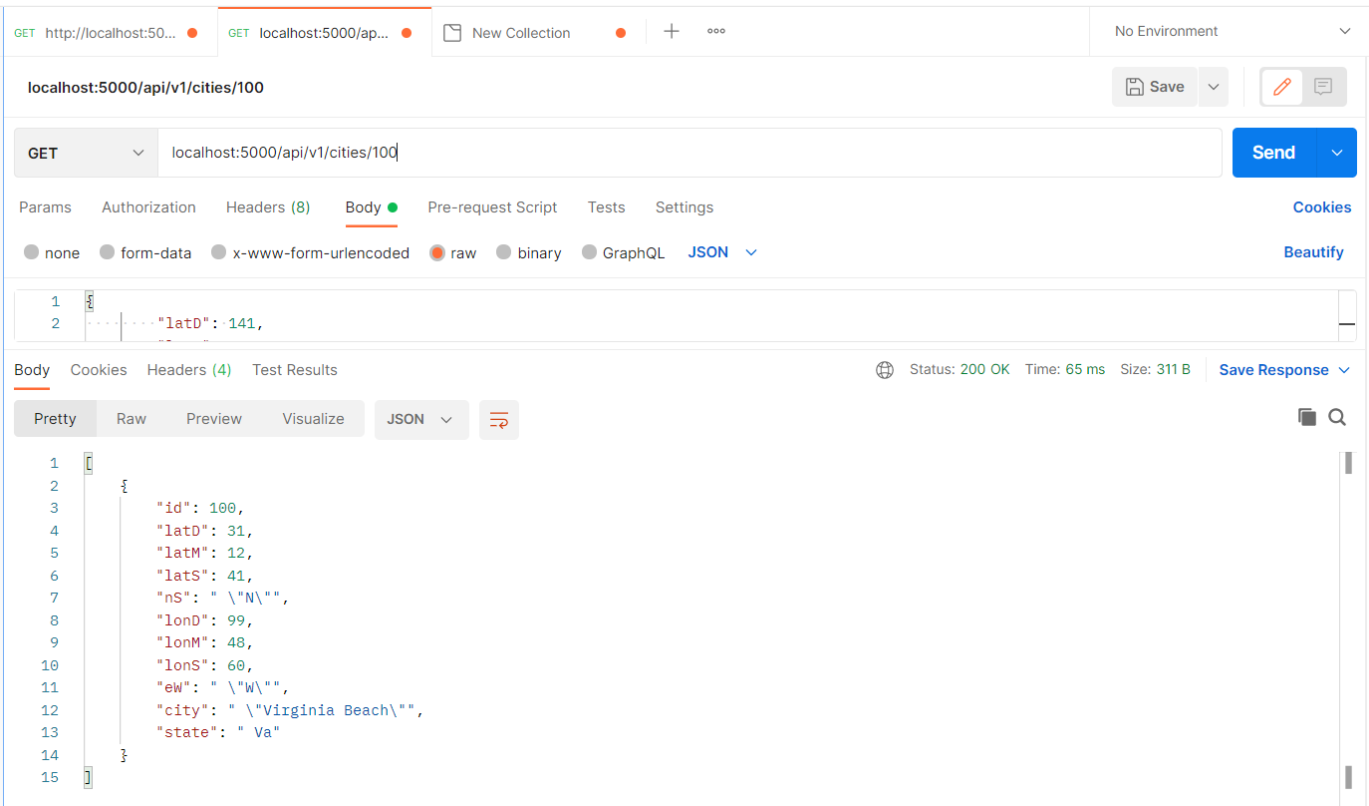 GET http://localhost:50... GET localhost:5000/ap... New Collection No Environment
localhost:5000/api/v1/cities/100 Save
GET localhost:5000/api/v1/cities/100 Send
Params Authorization Headers (8) Body Pre-request Script Tests Settings Cookies
none form-data x-www-form-urlencoded raw binary GraphQL JSON Beautify
1 {
2 "latD": 141,
Body Cookies Headers (4) Test Results Status: 200 OK Time: 65 ms Size: 311 B Save Response
Pretty Raw Preview Visualize JSON
1 [
2 {
3 "id": 100,
4 "latD": 31,
5 "latM": 12,
6 "latS": 41,
7 "nS": " \"N\"",
8 "lonD": 99,
9 "lonM": 48,
10 "lonS": 60,
11 "eW": " \"W\"",
12 "city": " \"Virginia Beach\"",
13 "state": " Va"
14 }
15 ]